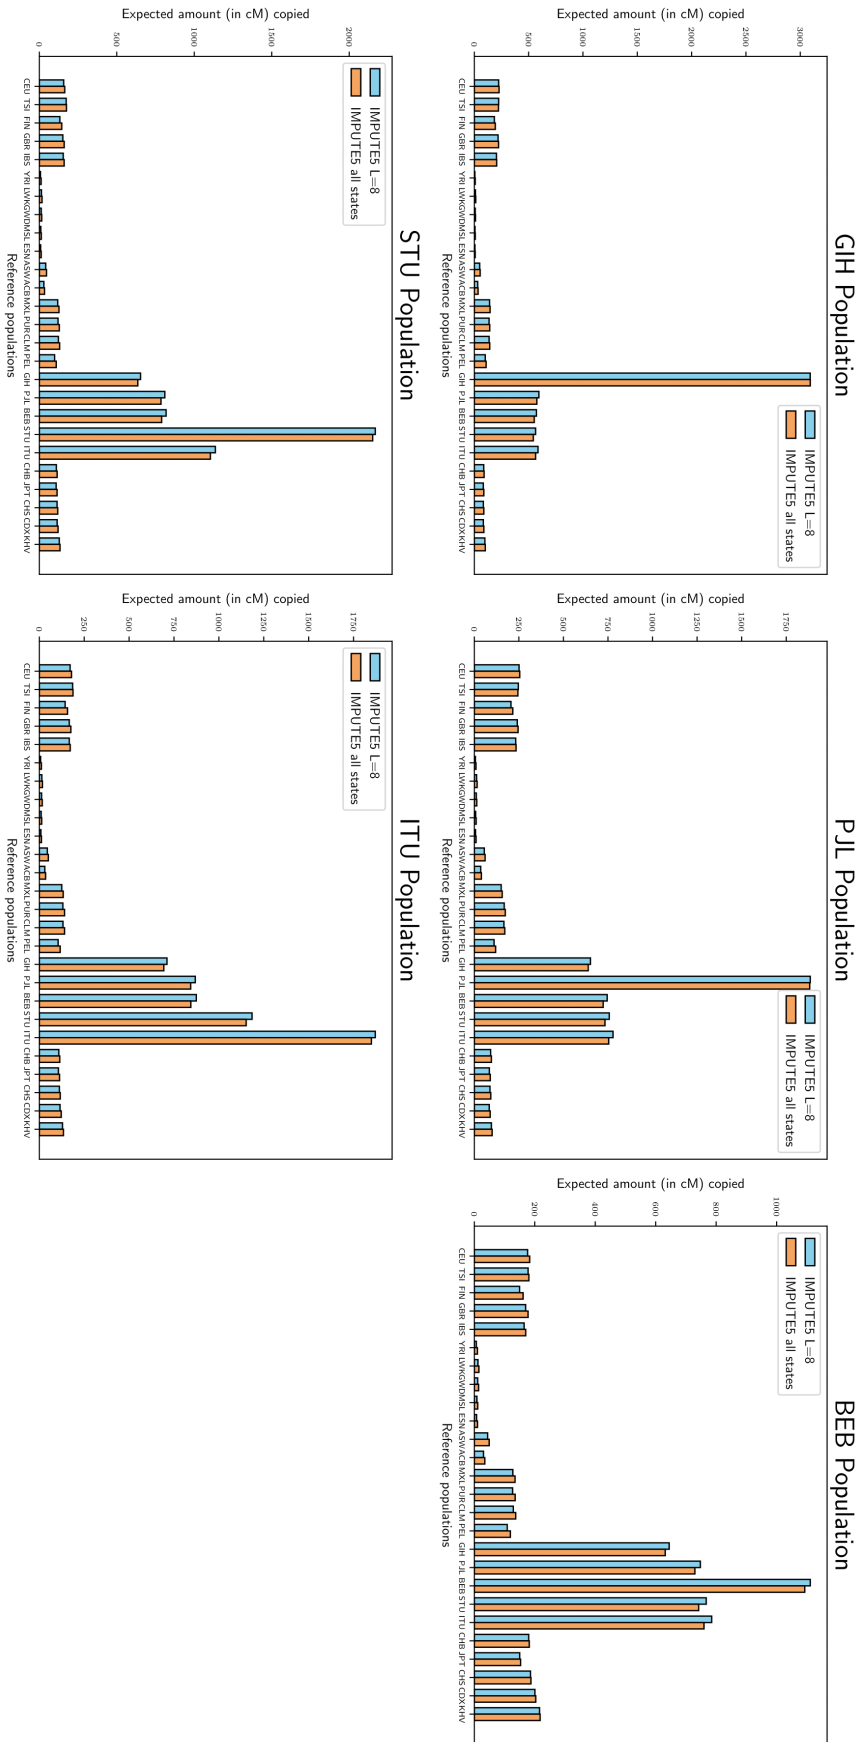 GIH Population
Expected amount (in cM) copied
0
500
1000
1500
2000
2500
3000
CEU TSI FIN GBR IBS YRI LWK GWD MSL ESN ASW ACB MXL PUR CLM PEL GIH PJL BEB STU ITU CHB JPT CHS CDX KHV
Reference populations
IMPUTE5 L=8
IMPUTE5 all states
PJL Population
Expected amount (in cM) copied
0
250
500
750
1000
1250
1500
1750
CEU TSI FIN GBR IBS YRI LWK GWD MSL ESN ASW ACB MXL PUR CLM PEL GIH PJL BEB STU ITU CHB JPT CHS CDX KHV
Reference populations
IMPUTE5 L=8
IMPUTE5 all states
BEB Population
Expected amount (in cM) copied
0
200
400
600
800
1000
CEU TSI FIN GBR IBS YRI LWK GWD MSL ESN ASW ACB MXL PUR CLM PEL GIH PJL BEB STU ITU CHB JPT CHS CDX KHV
Reference populations
IMPUTE5 L=8
IMPUTE5 all states
STU Population
Expected amount (in cM) copied
0
500
1000
1500
2000
CEU TSI FIN GBR IBS YRI LWK GWD MSL ESN ASW ACB MXL PUR CLM PEL GIH PJL BEB STU ITU CHB JPT CHS CDX KHV
Reference populations
IMPUTE5 L=8
IMPUTE5 all states
ITU Population
Expected amount (in cM) copied
0
250
500
750
1000
1250
1500
1750
CEU TSI FIN GBR IBS YRI LWK GWD MSL ESN ASW ACB MXL PUR CLM PEL GIH PJL BEB STU ITU CHB JPT CHS CDX KHV
Reference populations
IMPUTE5 L=8
IMPUTE5 all states